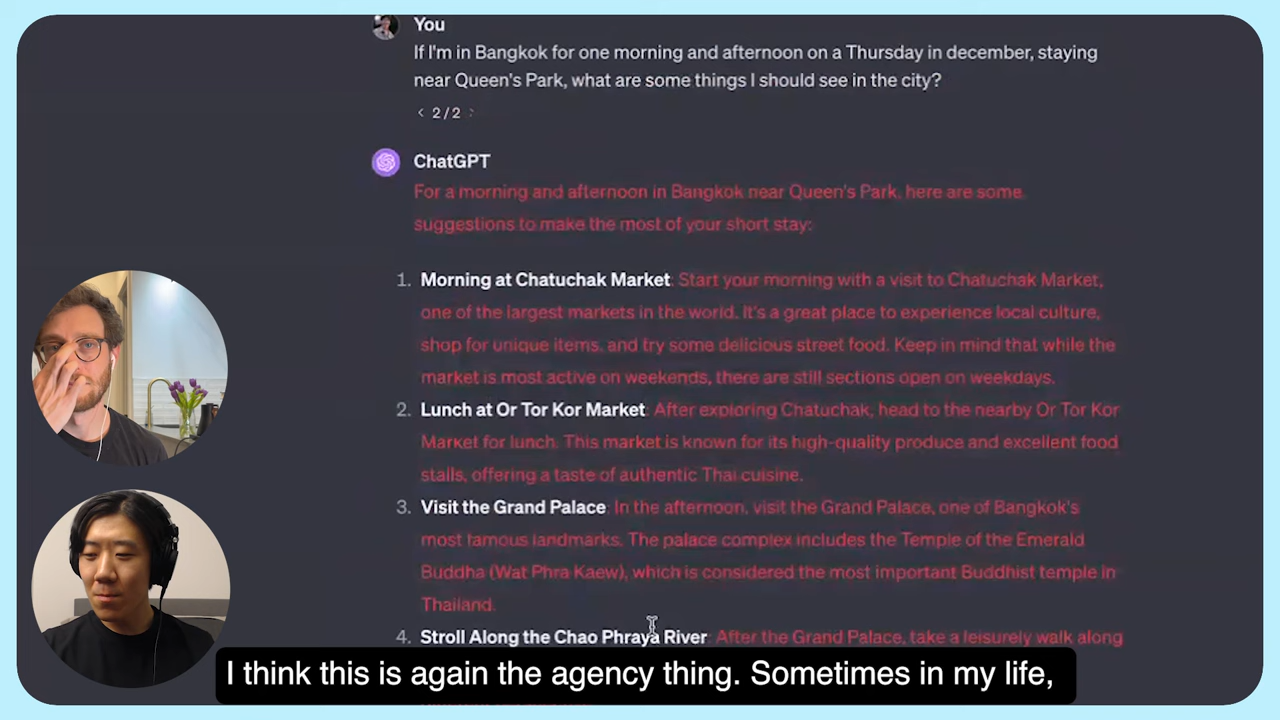 You
If I'm in Bangkok for one morning and afternoon on a Thursday in december, staying
near Queen's Park, what are some things I should see in the city?
< 2/2 >
ChatGPT
For a morning and afternoon in Bangkok near Queen's Park, here are some
suggestions to make the most of your short stay:
1. Morning at Chatuchak Market: Start your morning with a visit to Chatuchak Market,
one of the largest markets in the world. It's a great place to experience local culture,
shop for unique items, and try some delicious street food. Keep in mind that while the
market is most active on weekends, there are still sections open on weekdays.
2. Lunch at Or Tor Kor Market: After exploring Chatuchak, head to the nearby Or Tor Kor
Market for lunch. This market is known for its high-quality produce and excellent food
stalls, offering a taste of authentic Thai cuisine.
3. Visit the Grand Palace: In the afternoon, visit the Grand Palace, one of Bangkok's
most famous landmarks. The palace complex includes the Temple of the Emerald
Buddha (Wat Phra Kaew), which is considered the most important Buddhist temple in
Thailand.
4. Stroll Along the Chao Phraya River: After the Grand Palace, take a leisurely walk along
I think this is again the agency thing. Sometimes in my life,